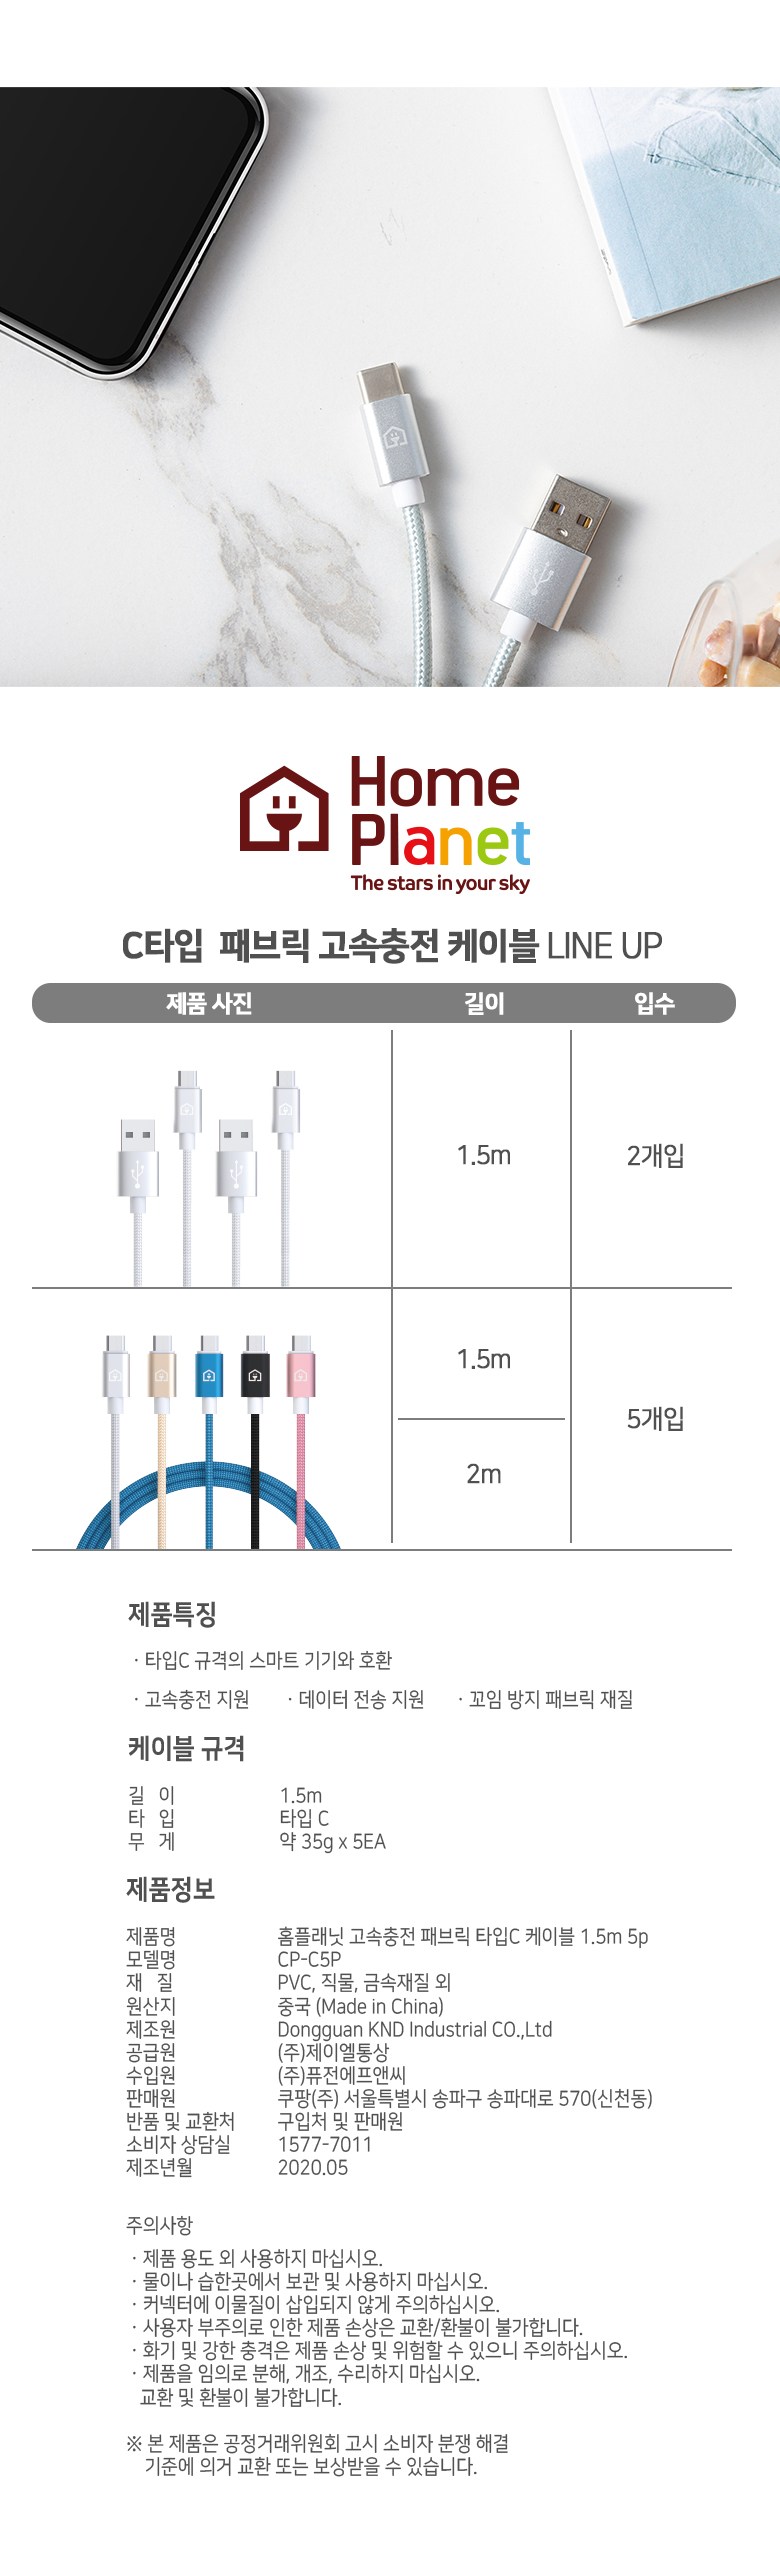 Home
Planet
The stars in your sky
C타입 패브릭 고속충전 케이블 LINE UP
제품 사진 길이 입수
1.5m 2개입
1.5m
5개입
2m
제품특징
· 타입C 규격의 스마트 기기와 호환
· 고속충전 지원 · 데이터 전송 지원 · 꼬임 방지 패브릭 재질
케이블 규격
길 이 1.5m
타 입 타입 C
무 게 약 35g x 5EA
제품정보
제품명 홈플래닛 고속충전 패브릭 타입C 케이블 1.5m 5p
모델명 CP-C5P
재 질 PVC, 직물, 금속재질 외
원산지 중국 (Made in China)
제조원 Dongguan KND Industrial CO.,Ltd
공급원 (주)제이엘통상
수입원 (주)퓨전에프앤씨
판매원 쿠팡(주) 서울특별시 송파구 송파대로 570(신천동)
반품 및 교환처 구입처 및 판매원
소비자 상담실 1577-7011
제조년월 2020.05
주의사항
· 제품 용도 외 사용하지 마십시오.
· 물이나 습한곳에서 보관 및 사용하지 마십시오.
· 커넥터에 이물질이 삽입되지 않게 주의하십시오.
· 사용자 부주의로 인한 제품 손상은 교환/환불이 불가합니다.
· 화기 및 강한 충격은 제품 손상 및 위험할 수 있으니 주의하십시오.
· 제품을 임의로 분해, 개조, 수리하지 마십시오.
교환 및 환불이 불가합니다.
※ 본 제품은 공정거래위원회 고시 소비자 분쟁 해결
기준에 의거 교환 또는 보상받을 수 있습니다.